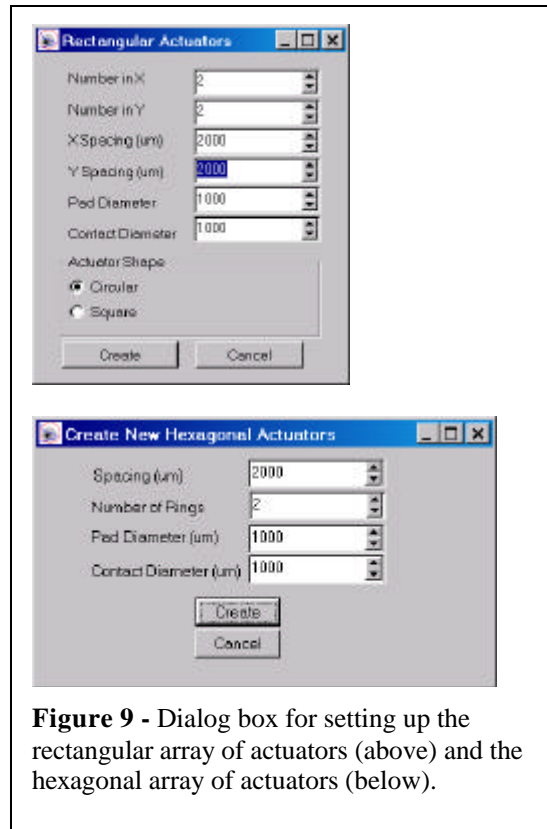 Rectangular Actuators
Number in X 2
Number in Y 2
X Spacing (um) 2000
Y Spacing (um) 2000
Pad Diameter 1000
Contact Diameter 1000
Actuator Shape
Circular
Square
Create Cancel
Create New Hexagonal Actuators
Spacing (um) 2000
Number of Rings 2
Pad Diameter (um) 1000
Contact Diameter (um) 1000
Create
Cancel
Figure 9 - Dialog box for setting up the
rectangular array of actuators (above) and the
hexagonal array of actuators (below).